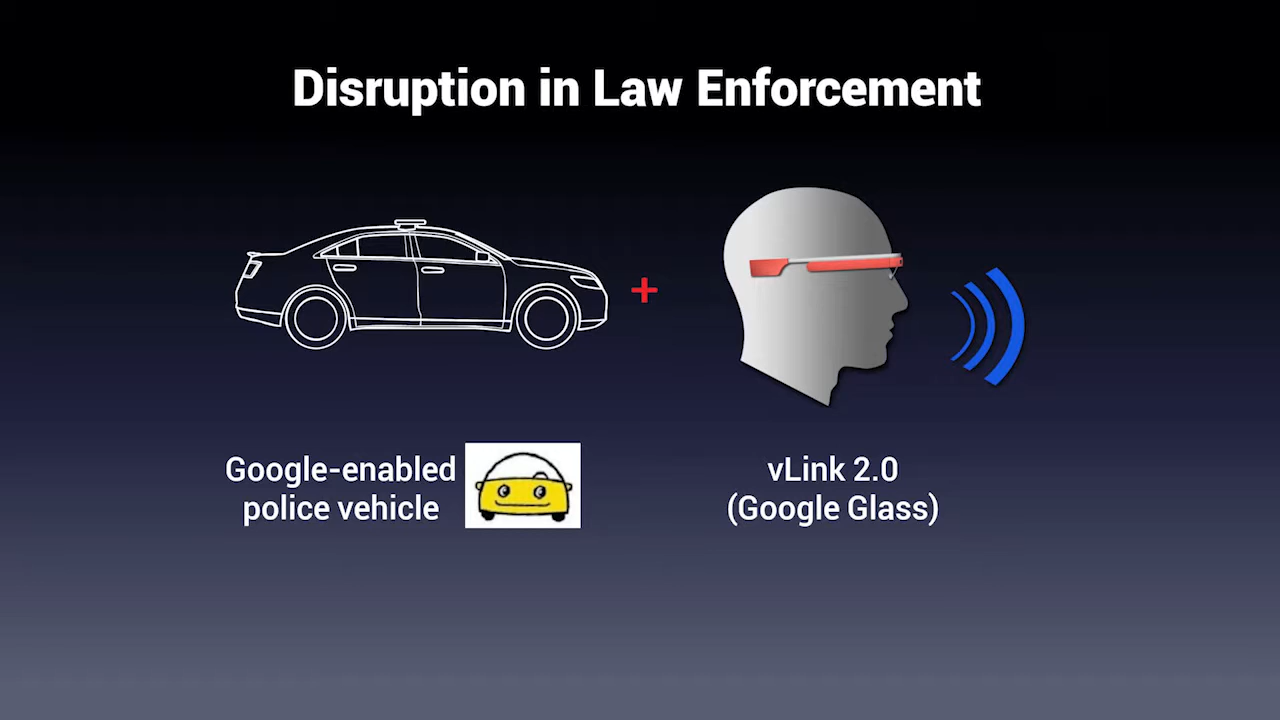 Disruption in Law Enforcement
+
Google-enabled
police vehicle
vLink 2.0
(Google Glass)